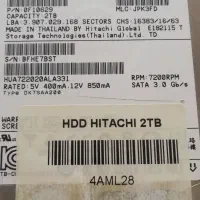 P/N 0F10629 MLC JPK3FD
CAPACITY:2TB
LBA 3,907,029,168 SECTORS CHS 16383/16/63
MADE IN THAILAND BY Hitachi Global E182115 T
Storage Technologies(Thailand) Ltd.
S/N BFHE7BST
HUA722020ALA331 RPM:7200RPM
RATING:5V 400mA,12V 850mA SATA 3.0 Gb/s
HDD HITACHI 2TB
4AML28